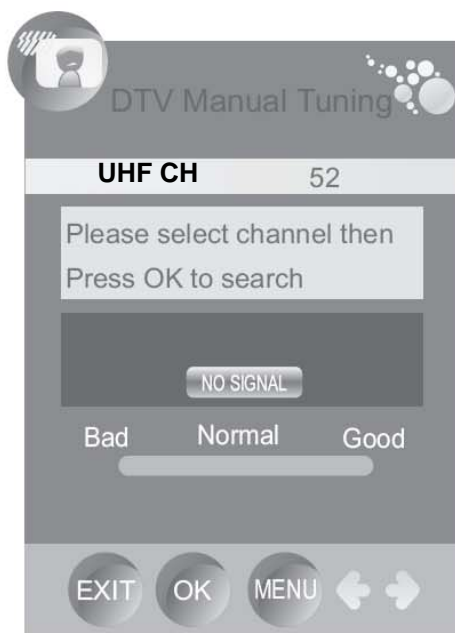 DTV Manual Tuning
UHF CH 52
Please select channel then
Press OK to search
NO SIGNAL
Bad Normal Good
EXIT OK MENU